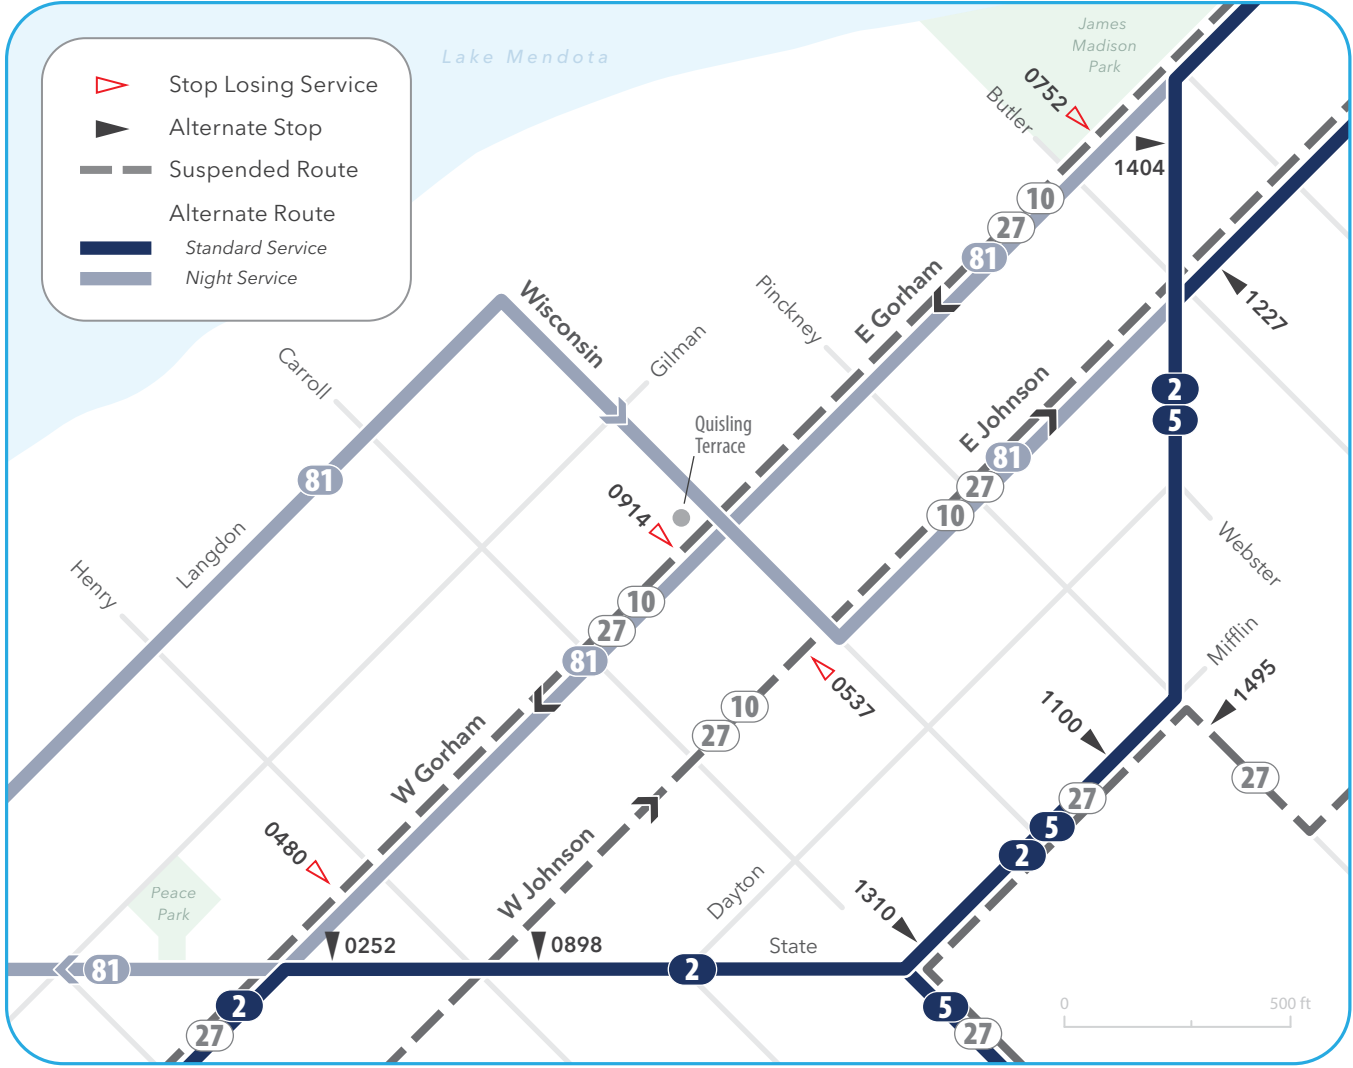 Lake Mendota
James
Madison
Park
Stop Losing Service
Alternate Stop
Suspended Route
Alternate Route
Standard Service
Night Service
0752
Butler
1404
10
27
81
E Gorham
1227
Pinckney
Wisconsin
Gilman
Carroll
E Johnson
2
5
Quisling
Terrace
81
27
10
81
0914
Langdon
Henry
Webster
10
27
81
Mifflin
0537
1495
1100
10
27
W Gorham
27
27
5
2
0480
W Johnson
Dayton
1310
Peace
Park
0252
0898
State
81
2
2
27
5
27
0
500 ft